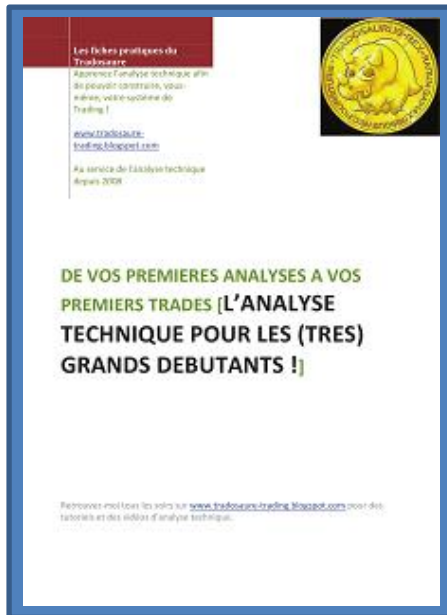 Les fiches pratiques du
Tradosaure
Apprenez l'analyse technique afin
de pouvoir construire, vous-
même, votre système de
Trading !
www.tradosaure-
trading.blogspot.com
Au service de l'analyse technique
depuis 2008
DE VOS PREMIERES ANALYSES A VOS
PREMIERS TRADES [L'ANALYSE
TECHNIQUE POUR LES (TRES)
GRANDS DEBUTANTS !]
Retrouvez-moi tous les soirs sur www.tradosaure-trading.blogspot.com pour des
tutoriels et des vidéos d'analyse technique.